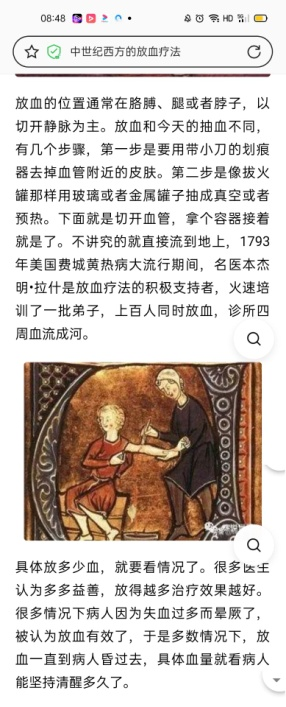 08:48
HD
中世纪西方的放血疗法
放血的位置通常在胳膊、腿或者脖子，以
切开静脉为主。放血和今天的抽血不同，
有几个步骤，第一步是要用带小刀的划痕
器去掉血管附近的皮肤。第二步是像拔火
罐那样用玻璃或者金属罐子抽成真空或者
预热。下面就是切开血管，拿个容器接着
就是了。不讲究的就直接流到地上，1793
年美国费城黄热病大流行期间，名医本杰
明•拉什是放血疗法的积极支持者，火速培
训了一批弟子，上百人同时放血，诊所四
周血流成河。
具体放多少血，就要看情况了。很多医生
认为多多益善，放得越多治疗效果越好。
很多情况下病人因为失血过多而晕厥了，
被认为放血有效了，于是多数情况下，放
血一直到病人昏过去，具体血量就看病人
能坚持清醒多久了。